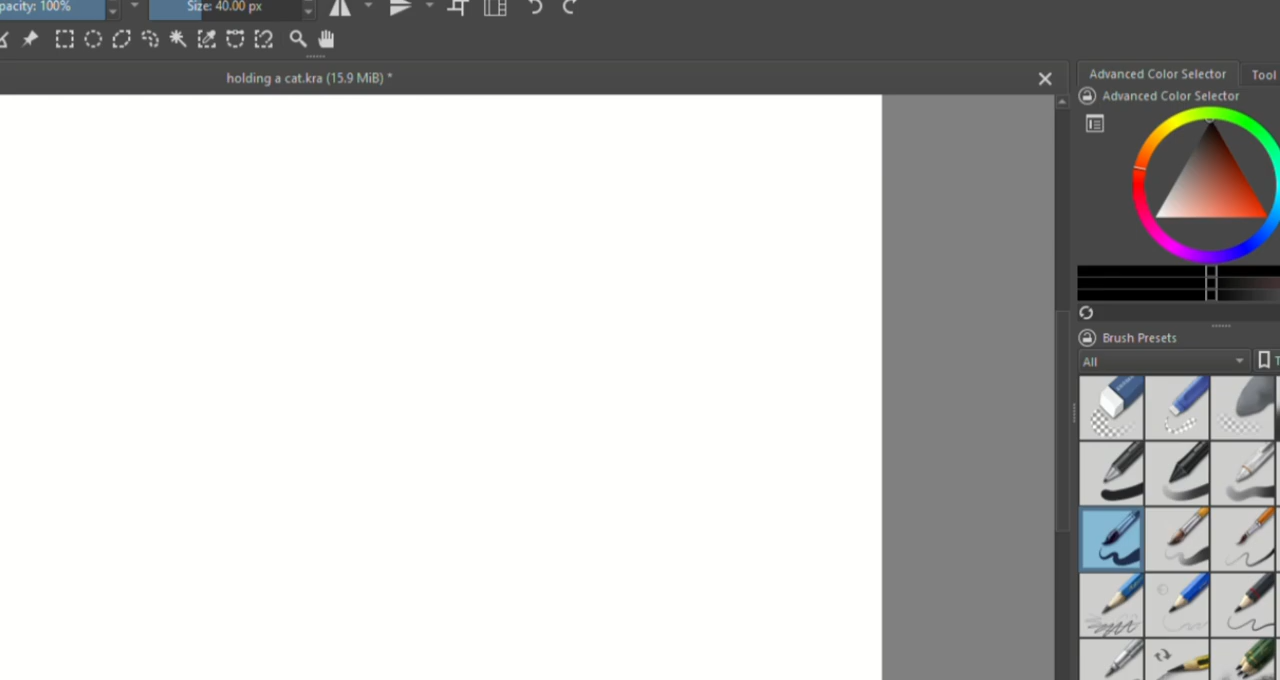 pacity: 100%
Size: 40.00 px
holding a cat.kra (15.9 MiB) *
Advanced Color Selector
Tool
Advanced Color Selector
Brush Presets
All
T